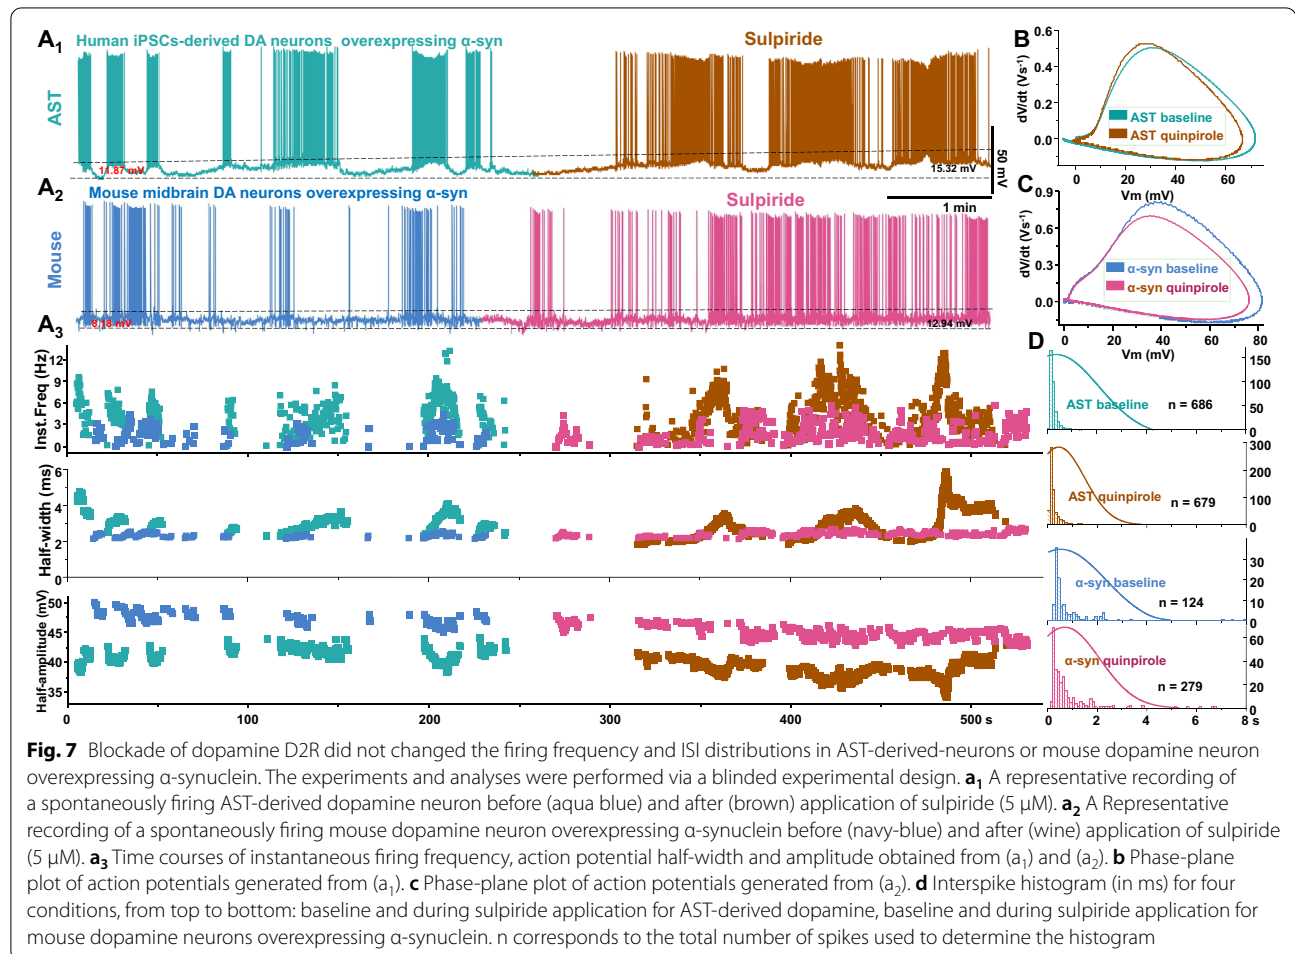 A1
Human iPSCs-derived DA neurons overexpressing α-syn
Sulpiride
AST
11.87 mV
15.32 mV
50 mV
1 min
A2
Mouse midbrain DA neurons overexpressing α-syn
Sulpiride
Mouse
8.18 mV
12.94 mV
B
0.6
0.4
0.2
0.0
dV/dt (Vs-1)
AST baseline
AST quinpirole
0 20 40 60
Vm (mV)
C
0.9
0.6
0.3
0.0
dV/dt (Vs-1)
α-syn baseline
α-syn quinpirole
0 20 40 60 80
Vm (mV)
A3
Inst.Freq (Hz)
12
9
6
3
0
Half-width (ms)
6
4
2
0
Half-amplitude (mV)
50
45
40
35
0 100 200 300 400 500 s
D
AST baseline
n = 686
150
100
50
0
AST quinpirole
n = 679
300
200
100
0
α-syn baseline
n = 124
30
20
10
0
α-syn quinpirole
n = 279
60
40
20
0
0 2 4 6 8 s
Fig. 7 Blockade of dopamine D2R did not changed the firing frequency and ISI distributions in AST-derived-neurons or mouse dopamine neuron
overexpressing α-synuclein. The experiments and analyses were performed via a blinded experimental design. a1 A representative recording of
a spontaneously firing AST-derived dopamine neuron before (aqua blue) and after (brown) application of sulpiride (5 μM). a2 A Representative
recording of a spontaneously firing mouse dopamine neuron overexpressing α-synuclein before (navy-blue) and after (wine) application of sulpiride
(5 μM). a3 Time courses of instantaneous firing frequency, action potential half-width and amplitude obtained from (a1) and (a2). b Phase-plane
plot of action potentials generated from (a1). c Phase-plane plot of action potentials generated from (a2). d Interspike histogram (in ms) for four
conditions, from top to bottom: baseline and during sulpiride application for AST-derived dopamine, baseline and during sulpiride application for
mouse dopamine neurons overexpressing α-synuclein. n corresponds to the total number of spikes used to determine the histogram